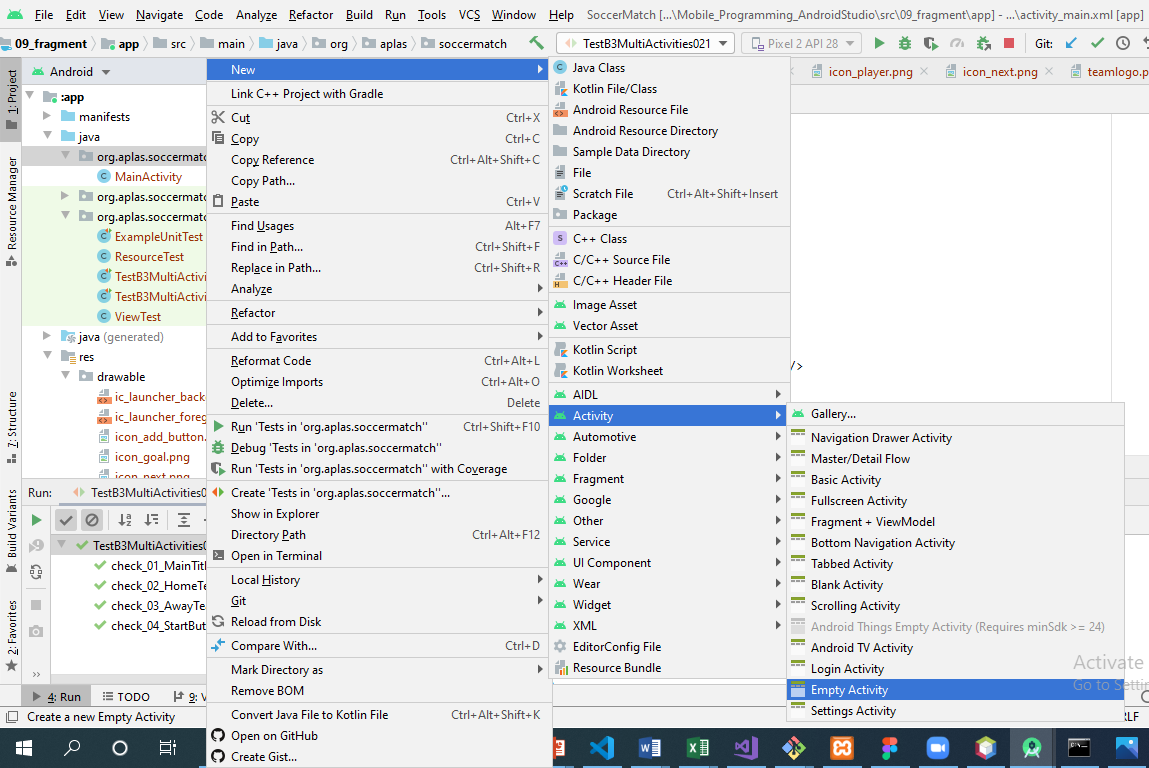 File Edit View Navigate Code Analyze Refactor Build Run Tools VCS Window Help SoccerMatch [...\Mobile_Programming_AndroidStudio\src\09_fragment\app] - ...\activity_main.xml [app]
09_fragment app src main java org aplas soccermatch TestB3MultiActivities021 Pixel 2 API 28 Git:
1: Project
Resource Manager
7: Structure
Build Variants
2: Favorites
Android
:app
manifests
java
org.aplas.soccermatc
MainActivity
org.aplas.soccermatc
org.aplas.soccermatc
ExampleUnitTest
ResourceTest
TestB3MultiActivi
TestB3MultiActivi
ViewTest
java (generated)
res
drawable
ic_launcher_back
ic_launcher_foreg
icon_add_button.
icon_goal.png
icon_next.png
Run: TestB3MultiActivities0
TestB3MultiActivities0
check_01_MainTitl
check_02_HomeTe
check_03_AwayTe
check_04_StartBut
4: Run TODO 9: V
Create a new Empty Activity
New
Link C++ Project with Gradle
Cut Ctrl+X
Copy Ctrl+C
Copy Reference Ctrl+Alt+Shift+C
Copy Path...
Paste Ctrl+V
Find Usages Alt+F7
Find in Path... Ctrl+Shift+F
Replace in Path... Ctrl+Shift+R
Analyze
Refactor
Add to Favorites
Reformat Code Ctrl+Alt+L
Optimize Imports Ctrl+Alt+O
Delete... Delete
Run 'Tests in 'org.aplas.soccermatch'' Ctrl+Shift+F10
Debug 'Tests in 'org.aplas.soccermatch''
Run 'Tests in 'org.aplas.soccermatch'' with Coverage
Create 'Tests in 'org.aplas.soccermatch''...
Show in Explorer
Directory Path Ctrl+Alt+F12
Open in Terminal
Local History
Git
Reload from Disk
Compare With... Ctrl+D
Mark Directory as
Remove BOM
Convert Java File to Kotlin File Ctrl+Alt+Shift+K
Open on GitHub
Create Gist...
Java Class
Kotlin File/Class
Android Resource File
Android Resource Directory
Sample Data Directory
File
Scratch File Ctrl+Alt+Shift+Insert
Package
C++ Class
C/C++ Source File
C/C++ Header File
Image Asset
Vector Asset
Kotlin Script
Kotlin Worksheet
AIDL
Activity
Automotive
Folder
Fragment
Google
Other
Service
UI Component
Wear
Widget
XML
EditorConfig File
Resource Bundle
icon_player.png icon_next.png teamlogo.p
/>
Gallery...
Navigation Drawer Activity
Master/Detail Flow
Basic Activity
Fullscreen Activity
Fragment + ViewModel
Bottom Navigation Activity
Tabbed Activity
Blank Activity
Scrolling Activity
Android Things Empty Activity (Requires minSdk >= 24)
Android TV Activity
Login Activity
Empty Activity
Settings Activity
Activate
Go to Settin
RLF